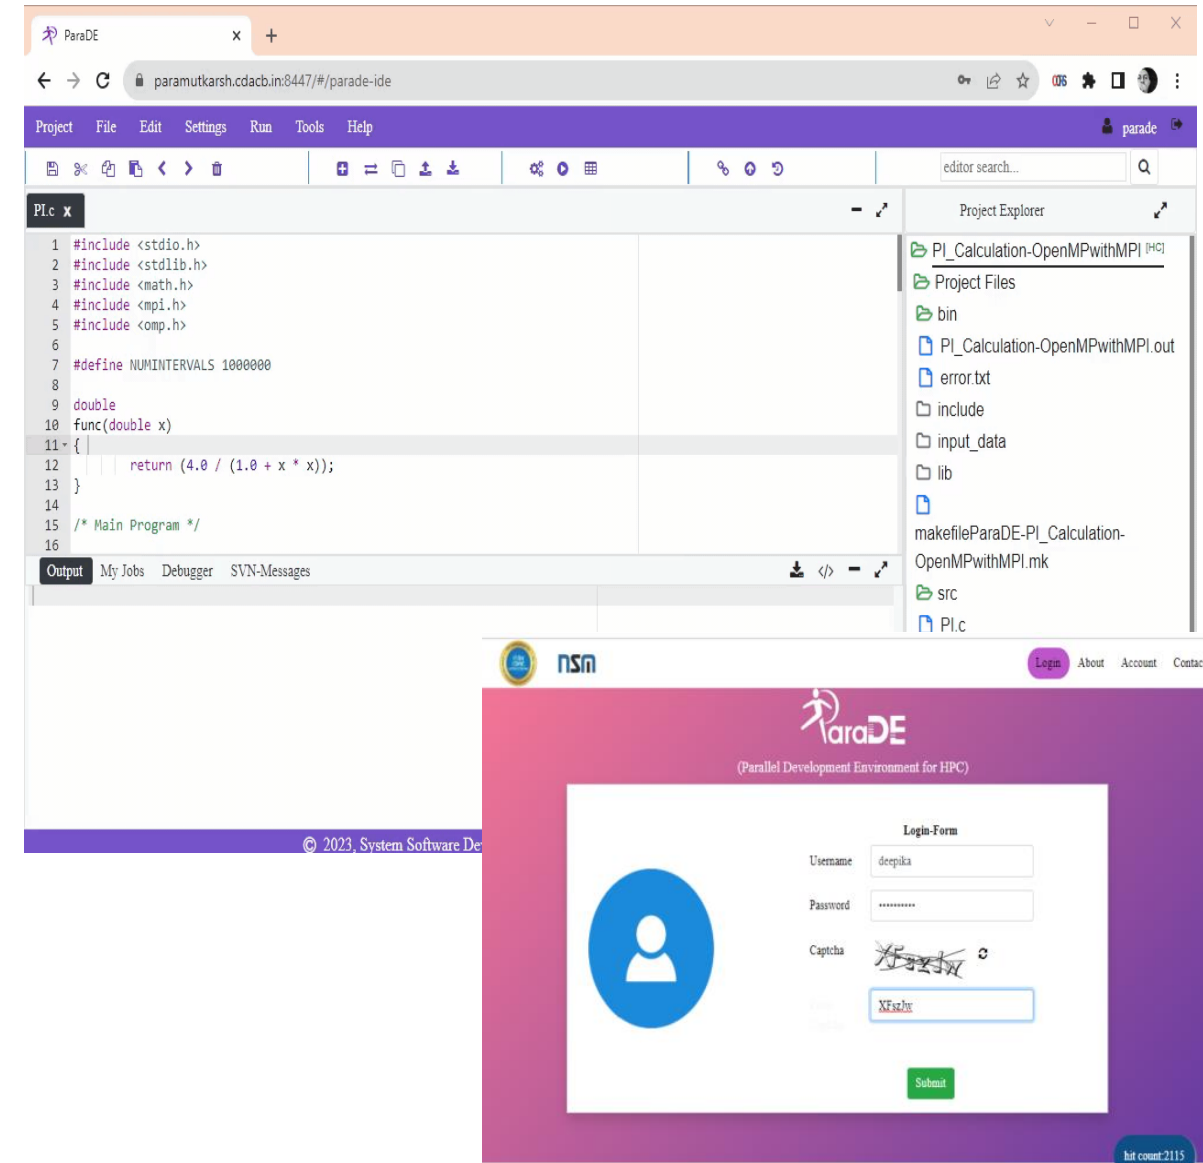 ParaDE
paramutkarsh.cdacb.in:8447/#/parade-ide
Project File Edit Settings Run Tools Help parade
editor search...
PI.c x
Project Explorer
1 #include <stdio.h>
2 #include <stdlib.h>
3 #include <math.h>
4 #include <mpi.h>
5 #include <omp.h>
6
7 #define NUMINTERVALS 1000000
8
9 double
10 func(double x)
11 {
12 return (4.0 / (1.0 + x * x));
13 }
14
15 /* Main Program */
16
PI_Calculation-OpenMPwithMPI [HC]
Project Files
bin
PI_Calculation-OpenMPwithMPI.out
error.txt
include
input_data
lib
makefileParaDE-PI_Calculation-
OpenMPwithMPI.mk
src
PI.c
Output My Jobs Debugger SVN-Messages
© 2023, System Software De
nsm
Login About Account Contac
ParaDE
(Parallel Development Environment for HPC)
Login-Form
Username deepika
Password ••••••••••
Captcha
XFszJw
Submit
hit count:2115